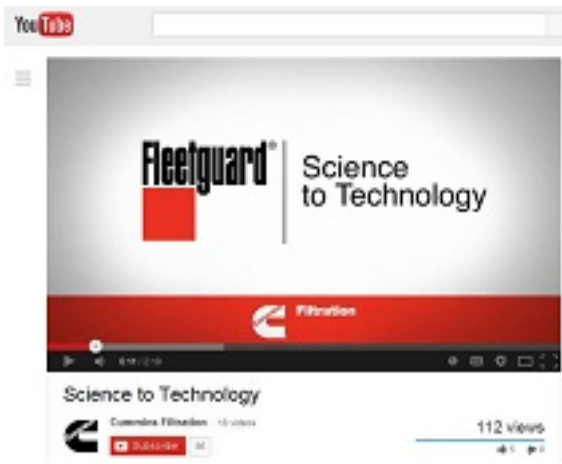 YouTube
Fleetguard®
Science
to Technology
Filtration
Science to Technology
Cummins Filtration
Subscribe
112 views